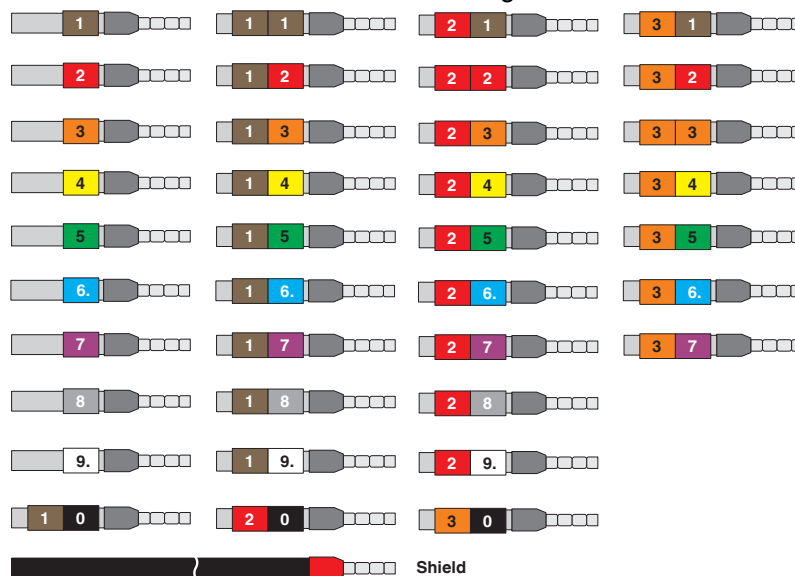 1 1 1 2 1 3 1
2 1 2 2 2 3 2
3 1 3 2 3 3 3
4 1 4 2 4 3 4
5 1 5 2 5 3 5
6. 1 6. 2 6. 3 6.
7 1 7 2 7 3 7
8 1 8 2 8
9. 1 9. 2 9.
1 0 2 0 3 0
Shield